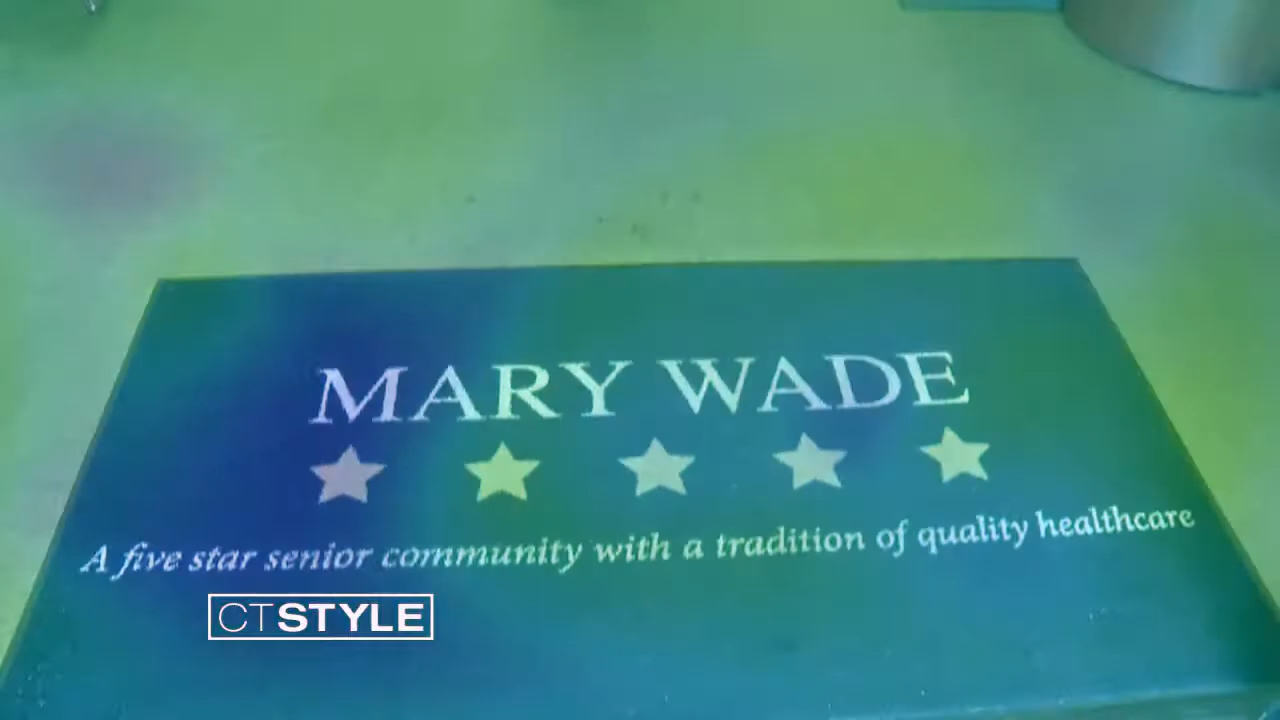 MARY WADE
A five star senior community with a tradition of quality healthcare
CTSTYLE